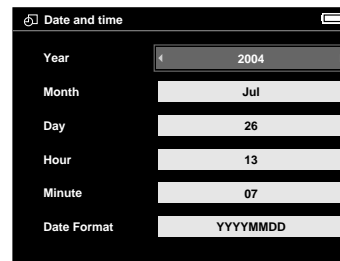 Date and time
Year 2004
Month Jul
Day 26
Hour 13
Minute 07
Date Format YYYYMMDD